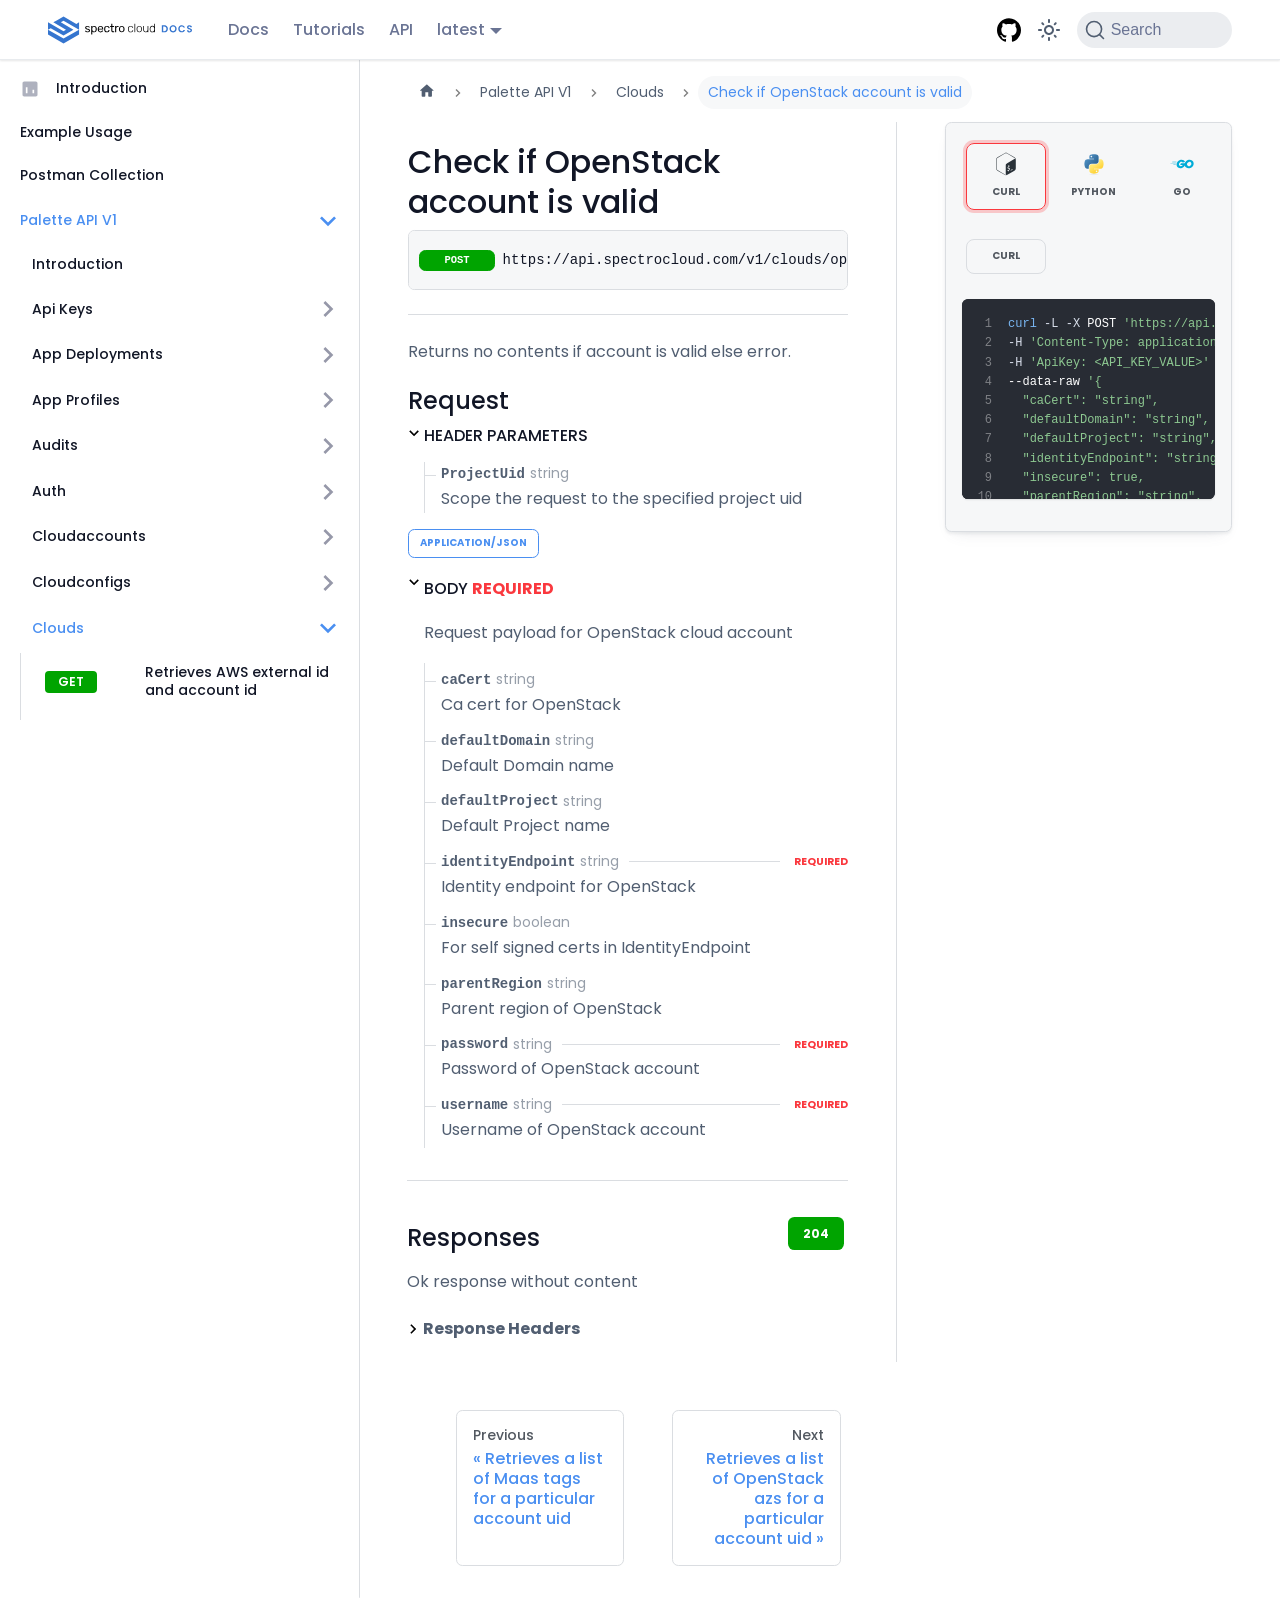 spectro cloud DOCS Docs Tutorials API latest Search
Introduction
Example Usage
Postman Collection
Palette API V1
Introduction
Api Keys
App Deployments
App Profiles
Audits
Auth
Cloudaccounts
Cloudconfigs
Clouds
GET Retrieves AWS external id
and account id
Palette API V1 Clouds Check if OpenStack account is valid
Check if OpenStack
account is valid
POST https://api.spectrocloud.com/v1/clouds/op
Returns no contents if account is valid else error.
Request
HEADER PARAMETERS
ProjectUid string
Scope the request to the specified project uid
APPLICATION/JSON
BODY REQUIRED
Request payload for OpenStack cloud account
caCert string
Ca cert for OpenStack
defaultDomain string
Default Domain name
defaultProject string
Default Project name
identityEndpoint string REQUIRED
Identity endpoint for OpenStack
insecure boolean
For self signed certs in IdentityEndpoint
parentRegion string
Parent region of OpenStack
password string REQUIRED
Password of OpenStack account
username string REQUIRED
Username of OpenStack account
Responses 204
Ok response without content
Response Headers
CURL PYTHON GO
CURL
1 curl -L -X POST 'https://api.
2 -H 'Content-Type: application
3 -H 'ApiKey: <API_KEY_VALUE>'
4 --data-raw '{
5 "caCert": "string",
6 "defaultDomain": "string",
7 "defaultProject": "string",
8 "identityEndpoint": "string
9 "insecure": true,
10 "parentRegion": "string",
Previous
« Retrieves a list
of Maas tags
for a particular
account uid
Next
Retrieves a list
of OpenStack
azs for a
particular
account uid »